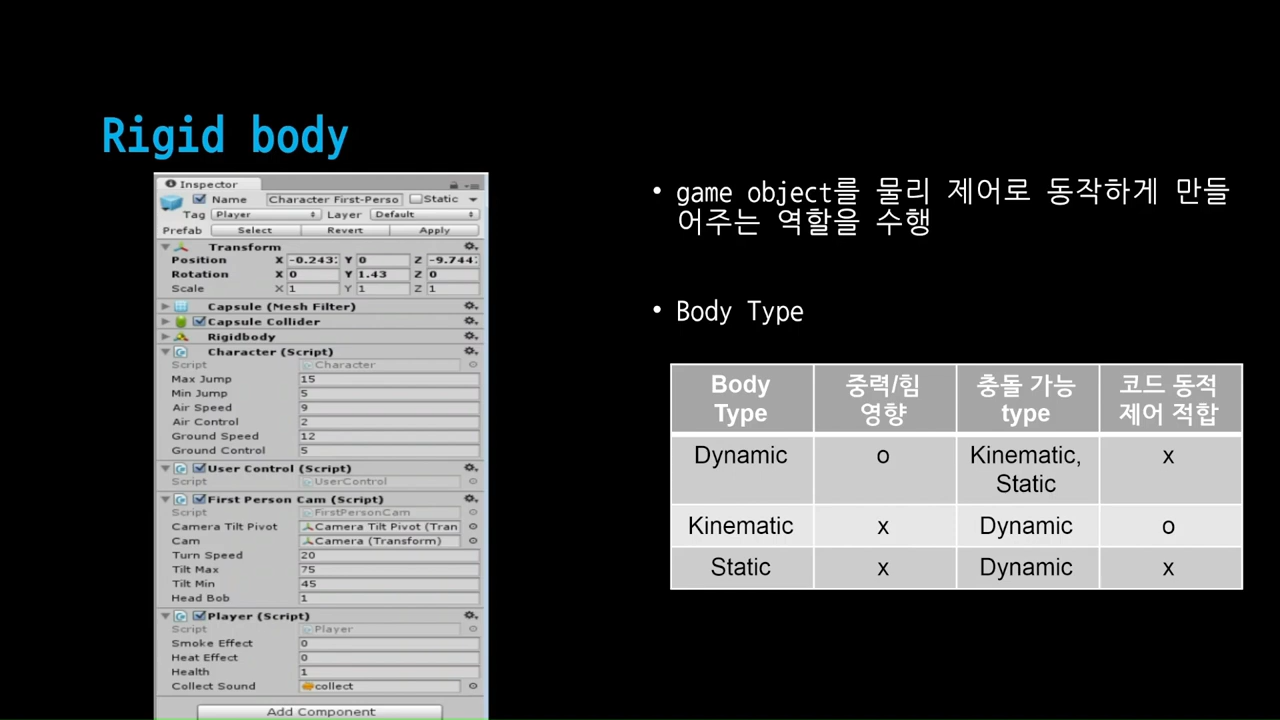 Rigid body
Inspector
Name Character First-Perso Static
Tag Player Layer Default
Prefab Select Revert Apply
Transform
Position X -0.243 Y 0 Z -9.744
Rotation X 0 Y 1.43 Z 0
Scale X 1 Y 1 Z 1
Capsule (Mesh Filter)
Capsule Collider
Rigidbody
Character (Script)
Script Character
Max Jump 15
Min Jump 5
Air Speed 9
Air Control 2
Ground Speed 12
Ground Control 5
User Control (Script)
Script UserControl
First Person Cam (Script)
Script FirstPersonCam
Camera Tilt Pivot Camera Tilt Pivot (Tran
Cam Camera (Transform)
Turn Speed 20
Tilt Max 75
Tilt Min 45
Head Bob 1
Player (Script)
Script Player
Smoke Effect 0
Heat Effect 0
Health 1
Collect Sound collect
Add Component
• game object를 물리 제어로 동작하게 만들
어주는 역할을 수행
• Body Type
Body Type 중력/힘 영향 충돌 가능 type 코드 동적 제어 적합
Dynamic o Kinematic, Static x
Kinematic x Dynamic o
Static x Dynamic x